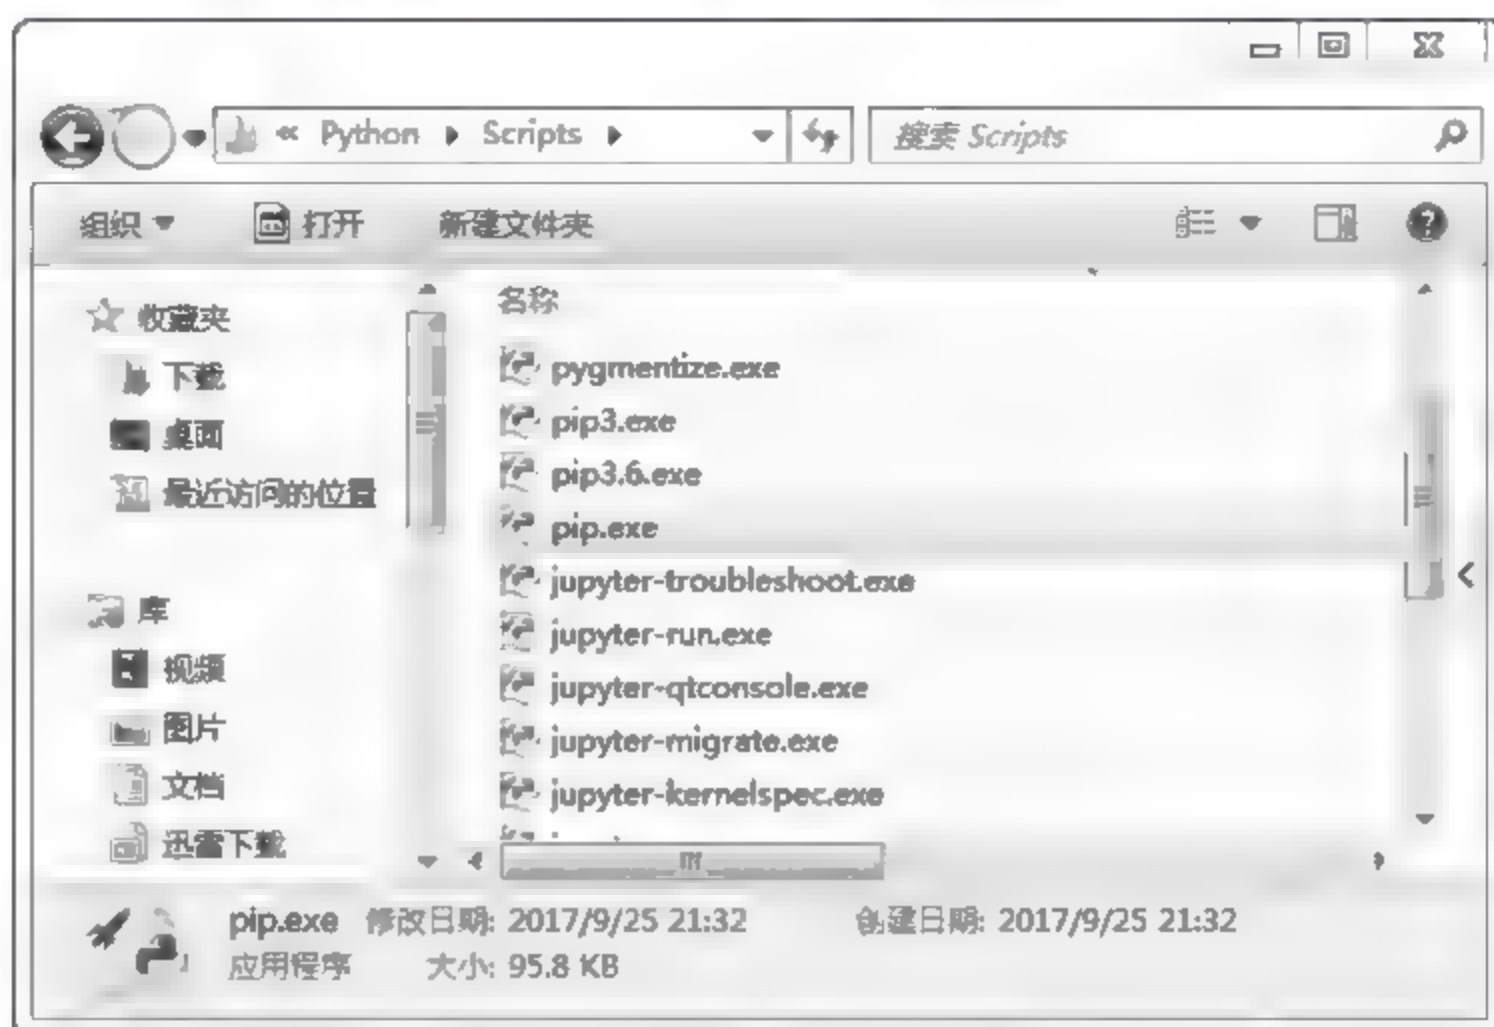 « Python ▸ Scripts ▸
搜索 Scripts
组织 打开 新建文件夹
收藏夹
下载
桌面
最近访问的位置
库
视频
图片
文档
迅雷下载
名称
pygmentize.exe
pip3.exe
pip3.6.exe
pip.exe
jupyter-troubleshoot.exe
jupyter-run.exe
jupyter-qtconsole.exe
jupyter-migrate.exe
jupyter-kernelspec.exe
pip.exe 修改日期: 2017/9/25 21:32 创建日期: 2017/9/25 21:32
应用程序 大小: 95.8 KB